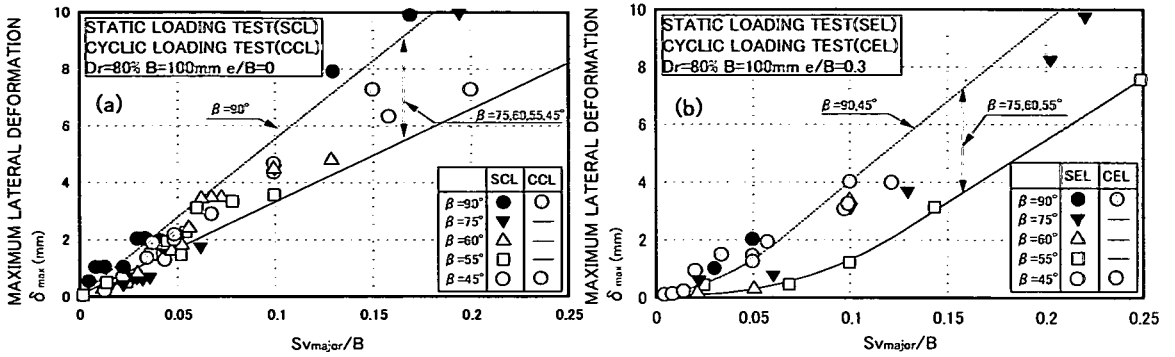 STATIC LOADING TEST(SCL)
CYCLIC LOADING TEST(CCL)
Dr=80% B=100mm e/B=0
(a)
β=90°
β=75,60,55,45°
SCL CCL
β=90°
β=75° —
β=60° —
β=55° —
β=45°
10
8
6
4
2
0
0 0.05 0.1 0.15 0.2 0.25
MAXIMUM LATERAL DEFORMATION
δ max (mm)
Svmajor/B
STATIC LOADING TEST(SEL)
CYCLIC LOADING TEST(CEL)
Dr=80% B=100mm e/B=0.3
(b)
β=90,45°
β=75,60,55°
SEL CEL
β=90°
β=75° —
β=60° —
β=55° —
β=45°
10
8
6
4
2
0
0 0.05 0.1 0.15 0.2 0.25
MAXIMUM LATERAL DEFORMATION
δ max (mm)
Svmajor/B